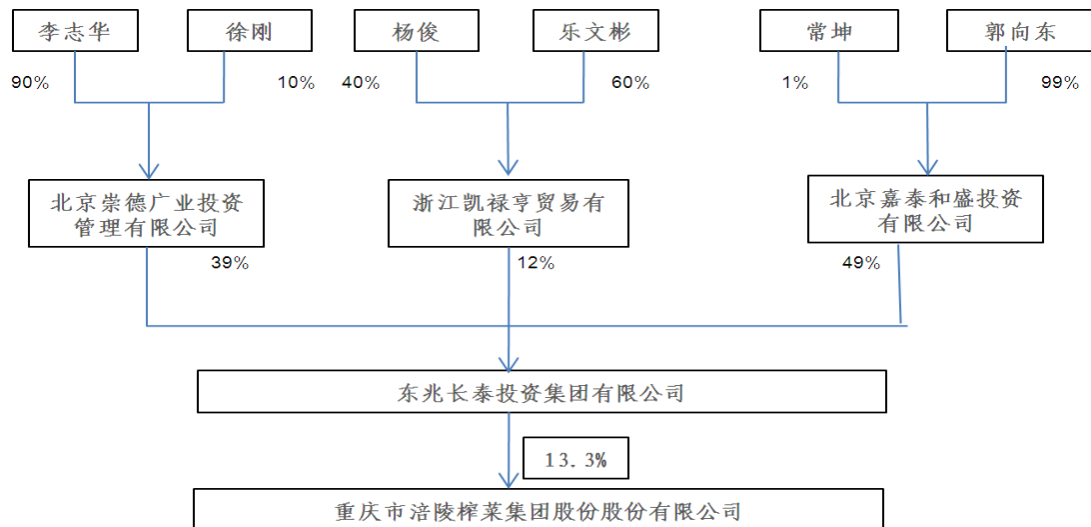 李志华
徐刚
杨俊
乐文彬
常坤
郭向东
90%
10%
40%
60%
1%
99%
北京崇德广业投资
管理有限公司
浙江凯禄亨贸易有
限公司
北京嘉泰和盛投资
有限公司
39%
12%
49%
东兆长泰投资集团有限公司
13.3%
重庆市涪陵榨菜集团股份股份有限公司